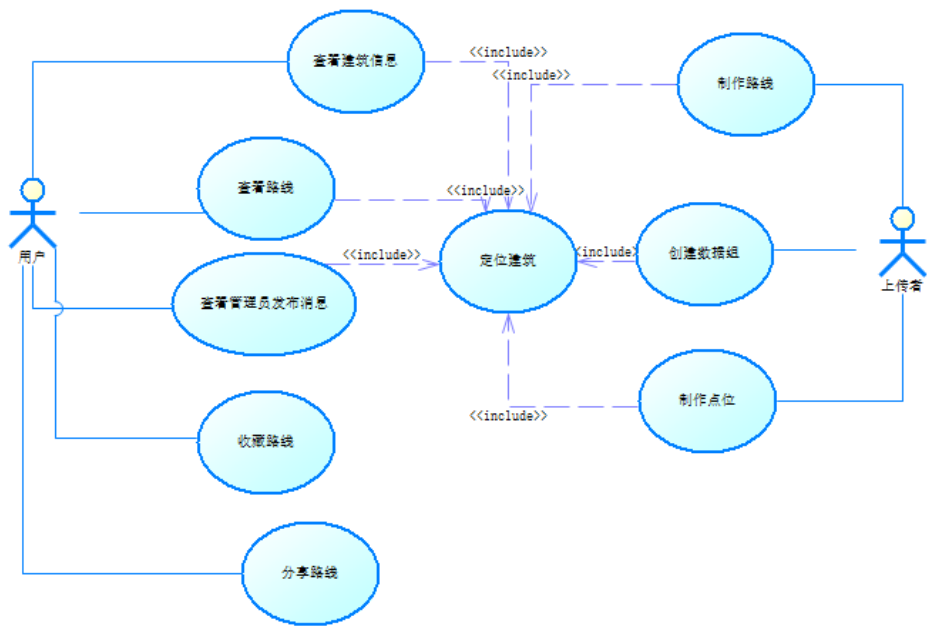 查看建筑信息
<<include>>
<<include>>
制作路线
查看路线
<<include>>
用户
<<include>>
定位建筑
<<include>>
创建数据组
上传者
查看管理员发布消息
制作点位
<<include>>
收藏路线
分享路线